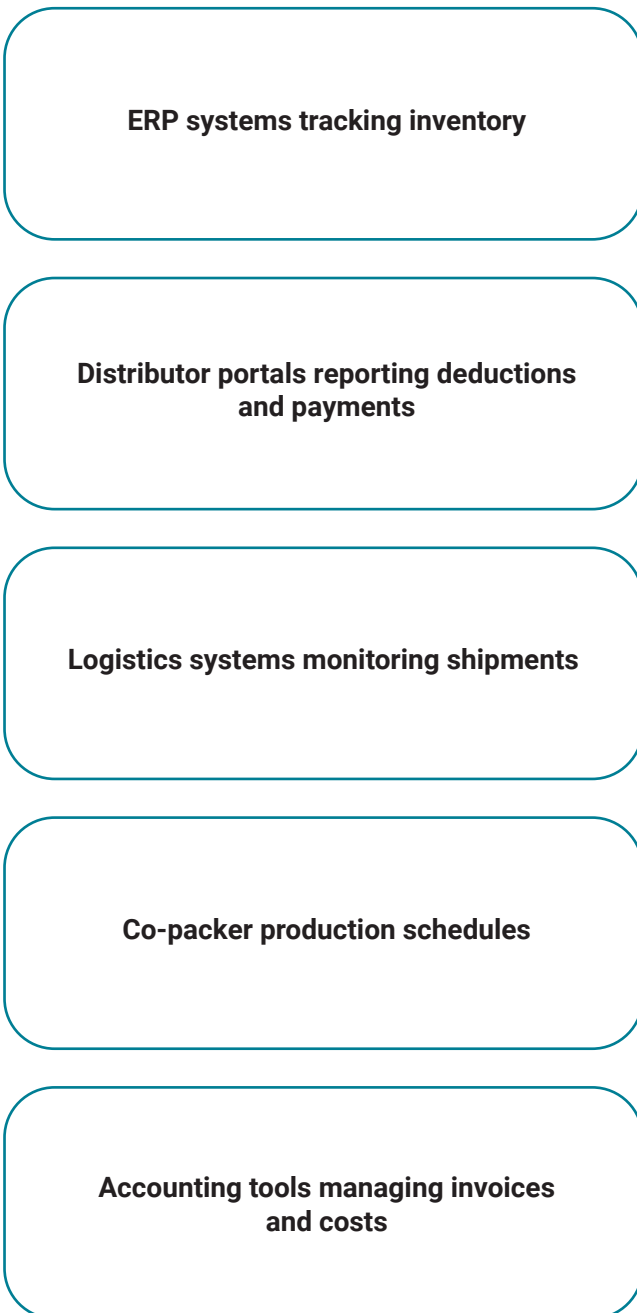 ERP systems tracking inventory
Distributor portals reporting deductions
and payments
Logistics systems monitoring shipments
Co-packer production schedules
Accounting tools managing invoices
and costs